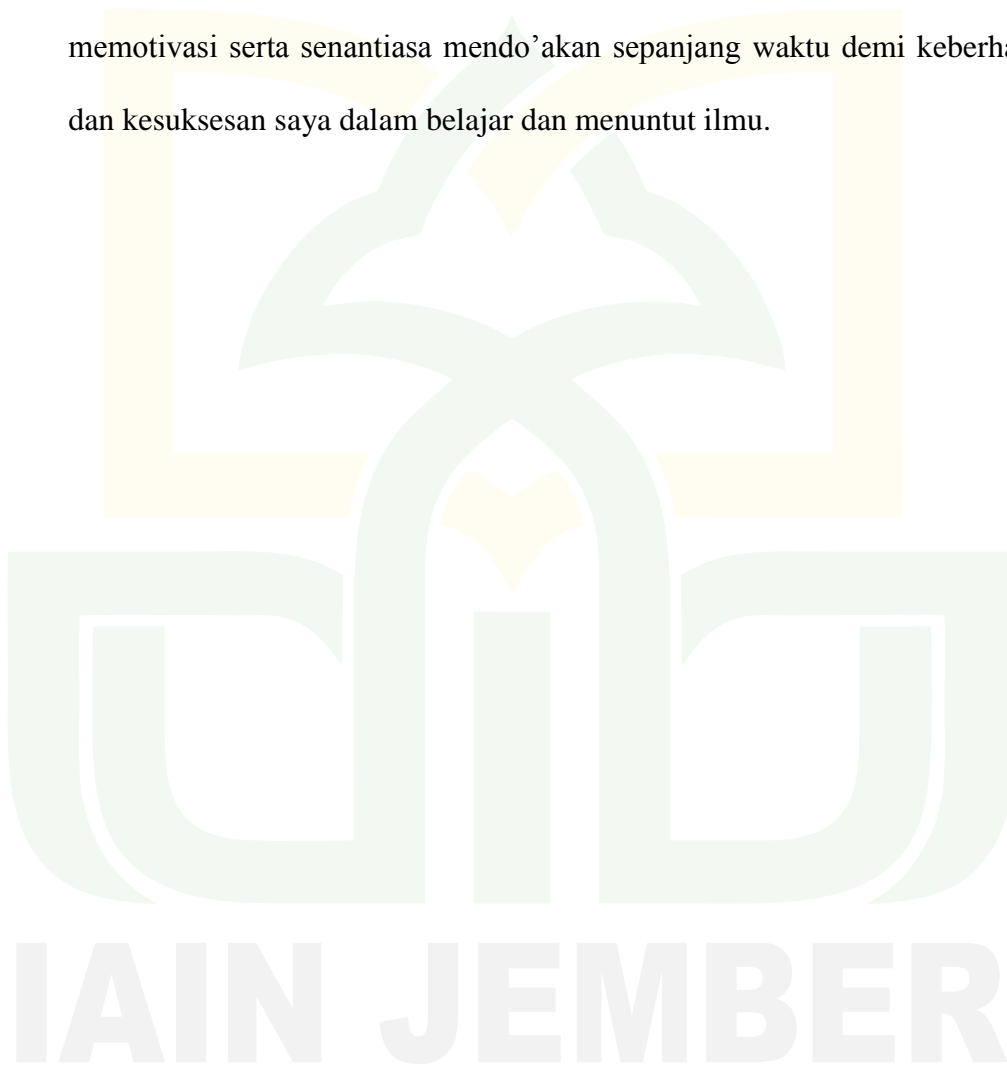 memotivasi serta senantiasa mendo’akan sepanjang waktu demi keberha
dan kesuksesan saya dalam belajar dan menuntut ilmu.
IAIN JEMBER